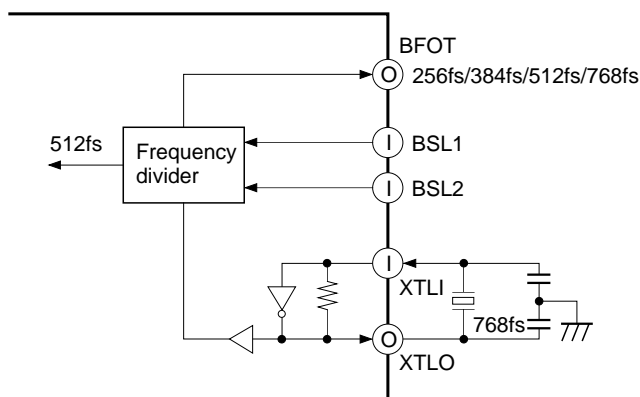 BFOT
O
256fs/384fs/512fs/768fs
512fs
Frequency
divider
I
BSL1
I
BSL2
I
XTLI
768fs
O
XTLO